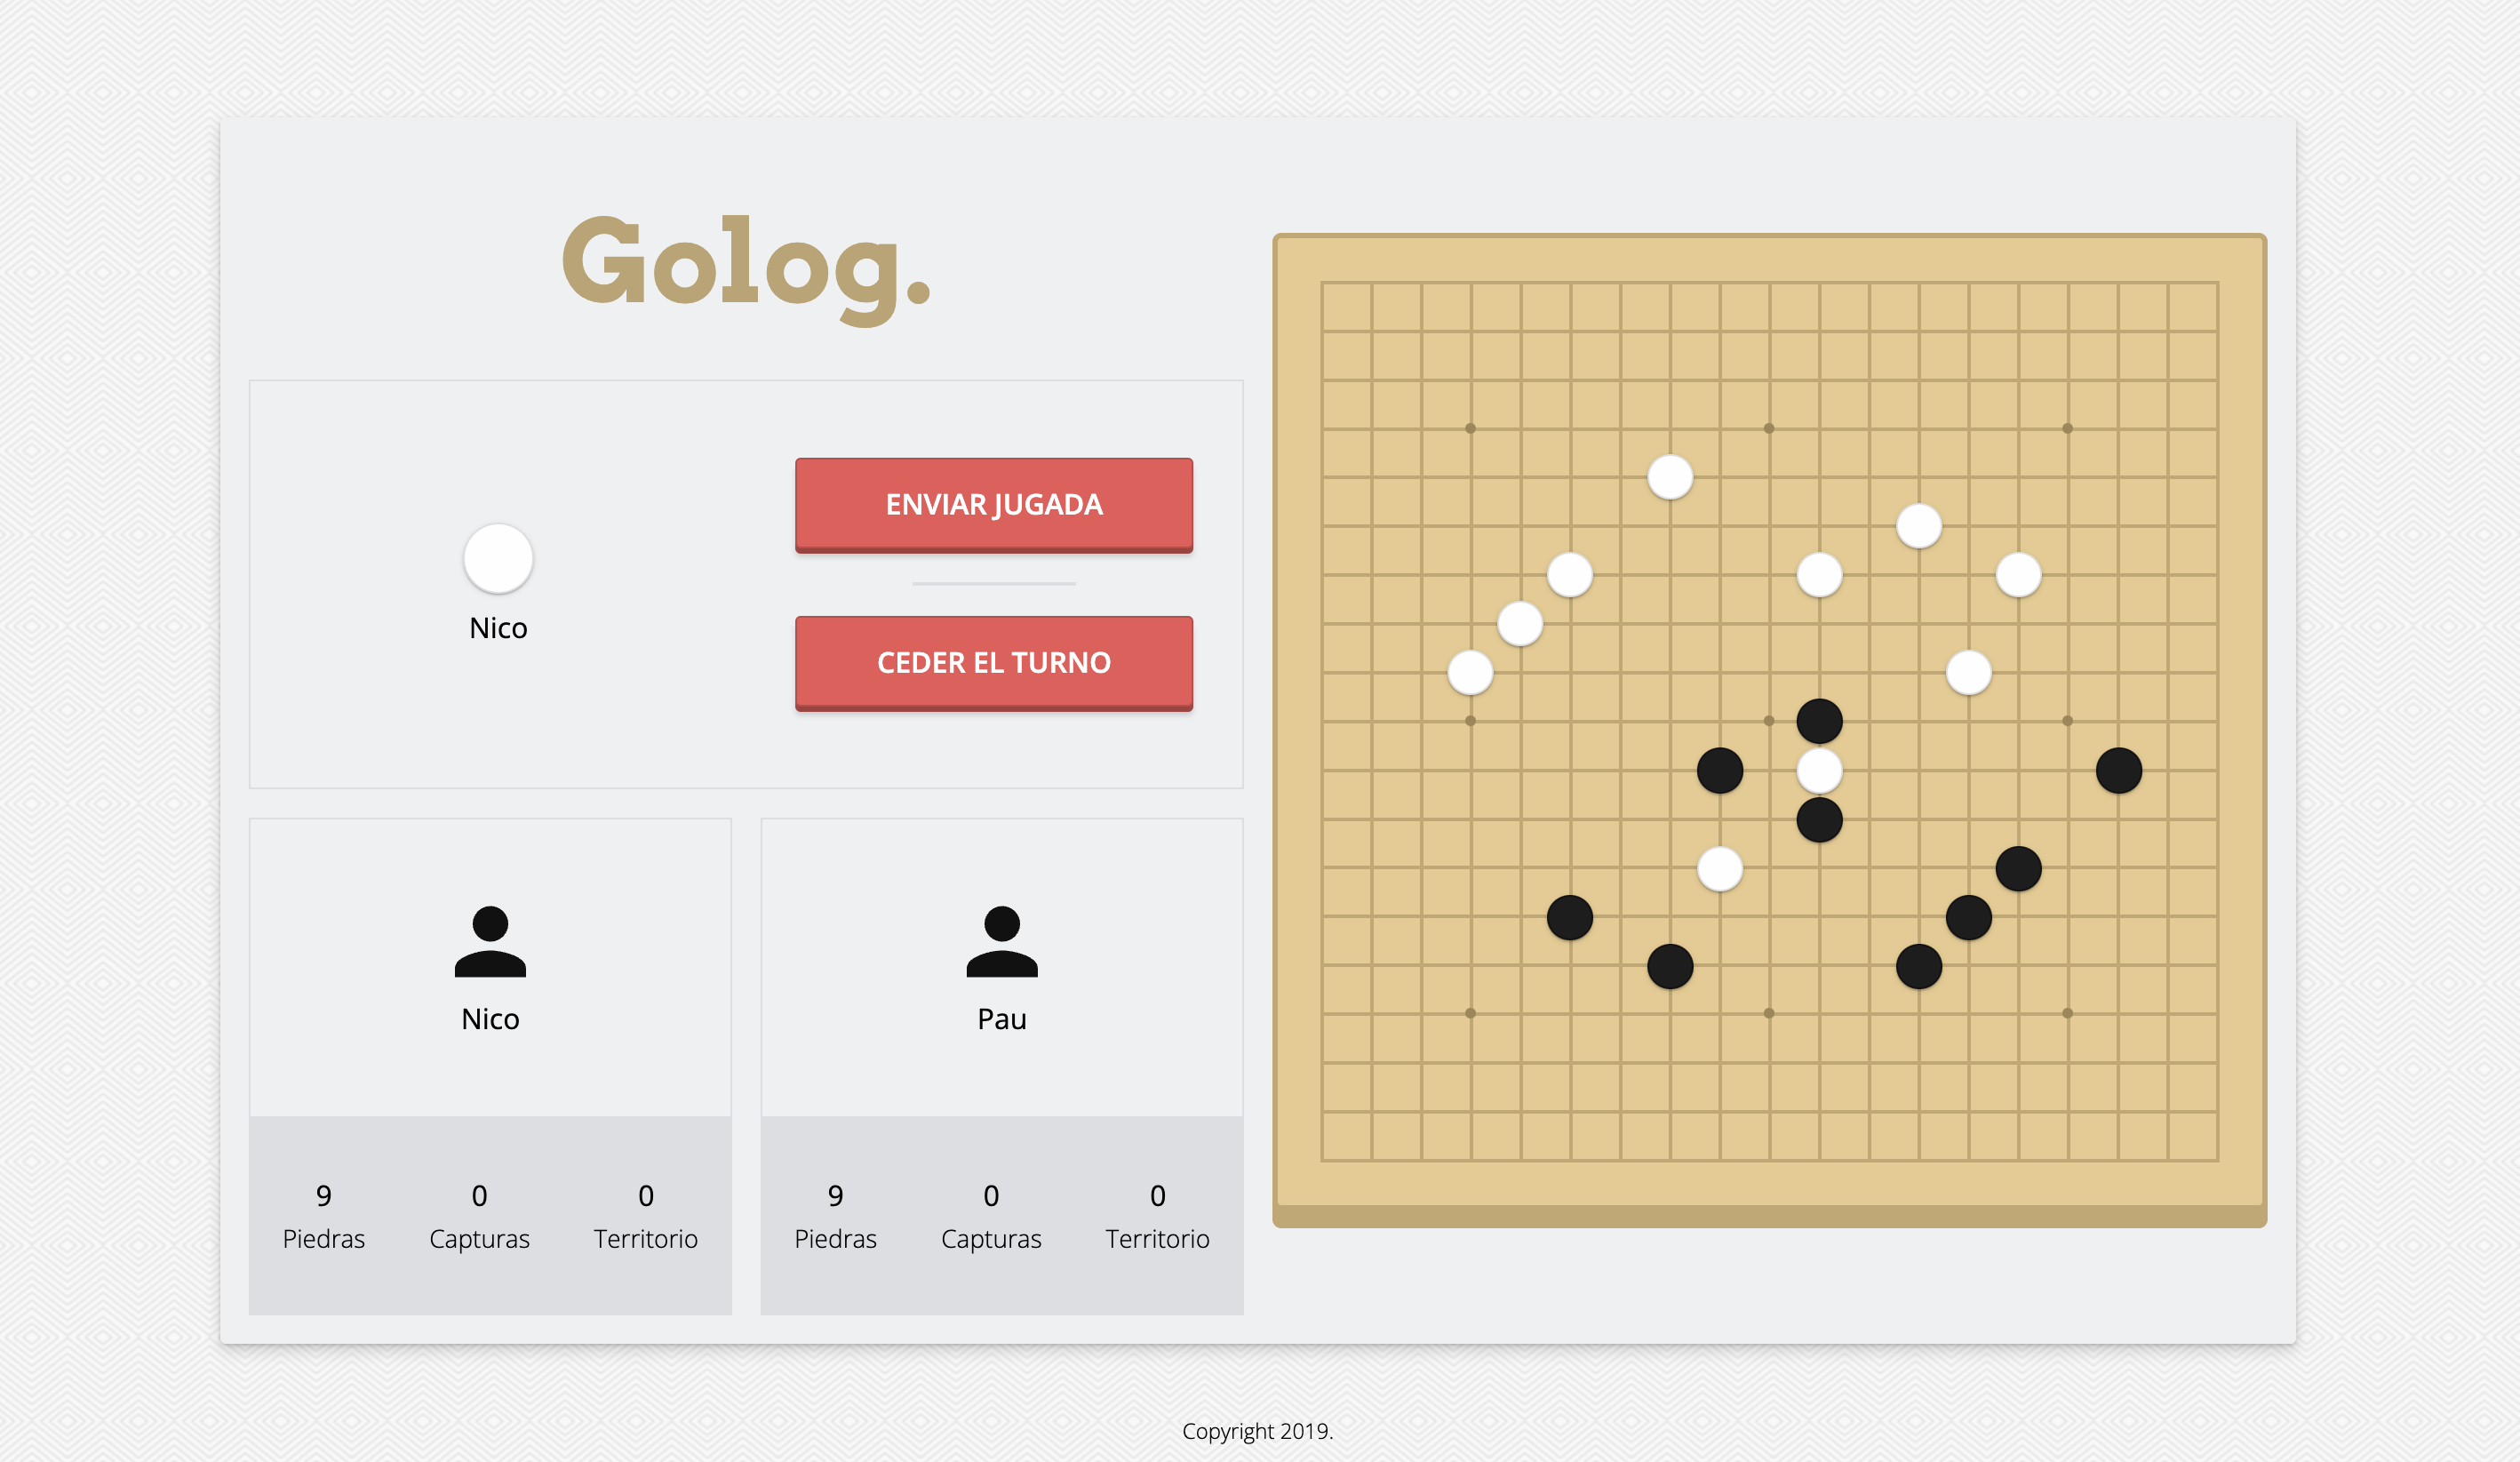 Golog.
ENVIAR JUGADA
Nico
CEDER EL TURNO
Nico
9 0 0
Piedras Capturas Territorio
Pau
9 0 0
Piedras Capturas Territorio
Copyright 2019.